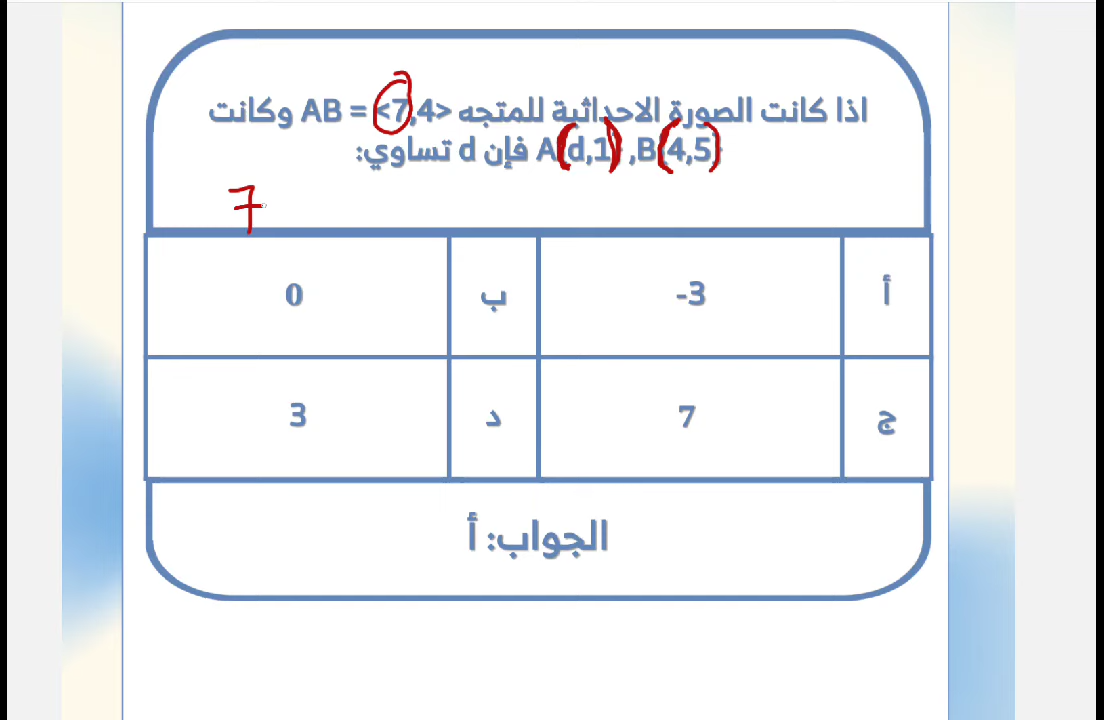 اذا كانت الصورة الاحداثية للمتجه AB = <7,4> وكانت
A(d,1) ,B(4,5) فإن d تساوي:
7
أ -3 ب 0
ج 7 د 3
الجواب: أ